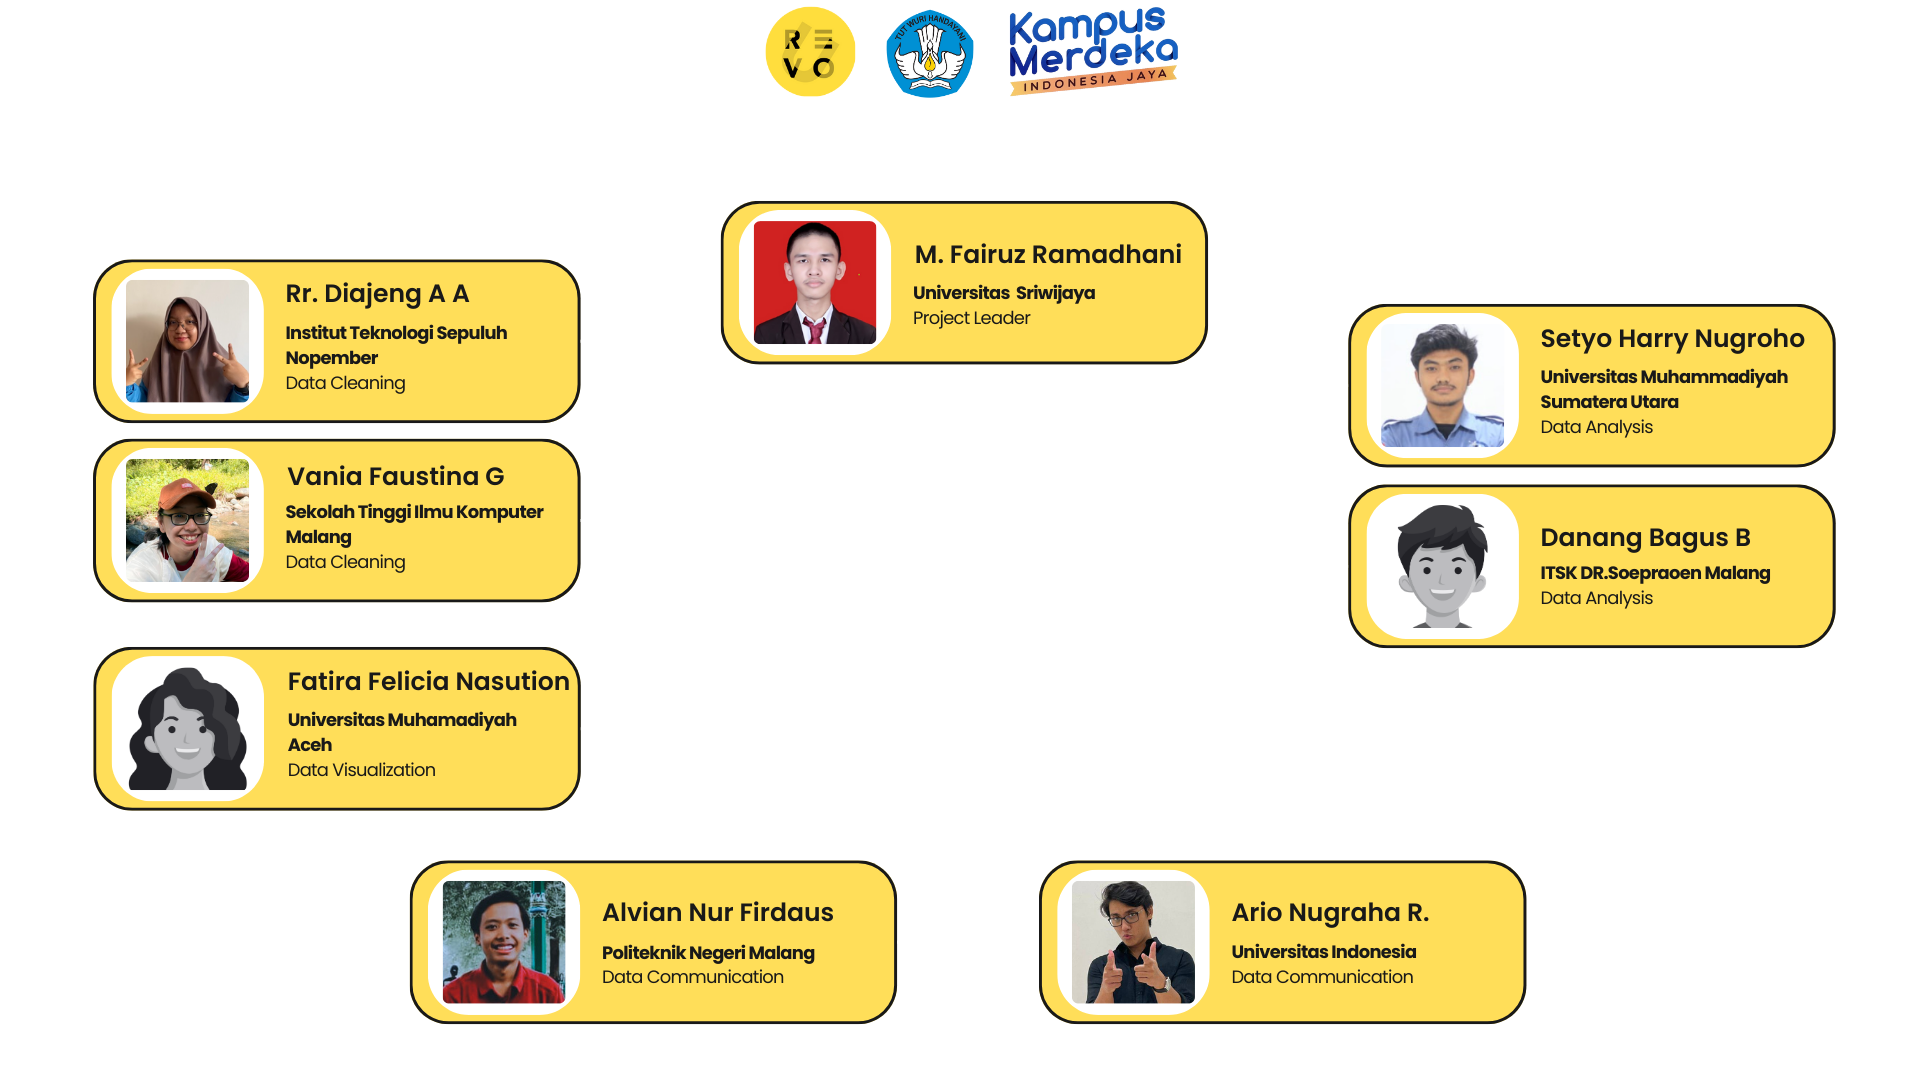 RE
VO
TUT WURI HANDAYANI
Kampus
Merdeka
INDONESIA JAYA
M. Fairuz Ramadhani
Universitas Sriwijaya
Project Leader
Rr. Diajeng A A
Institut Teknologi Sepuluh
Nopember
Data Cleaning
Vania Faustina G
Sekolah Tinggi Ilmu Komputer
Malang
Data Cleaning
Fatira Felicia Nasution
Universitas Muhamadiyah
Aceh
Data Visualization
Setyo Harry Nugroho
Universitas Muhammadiyah
Sumatera Utara
Data Analysis
Danang Bagus B
ITSK DR.Soepraoen Malang
Data Analysis
Alvian Nur Firdaus
Politeknik Negeri Malang
Data Communication
Ario Nugraha R.
Universitas Indonesia
Data Communication